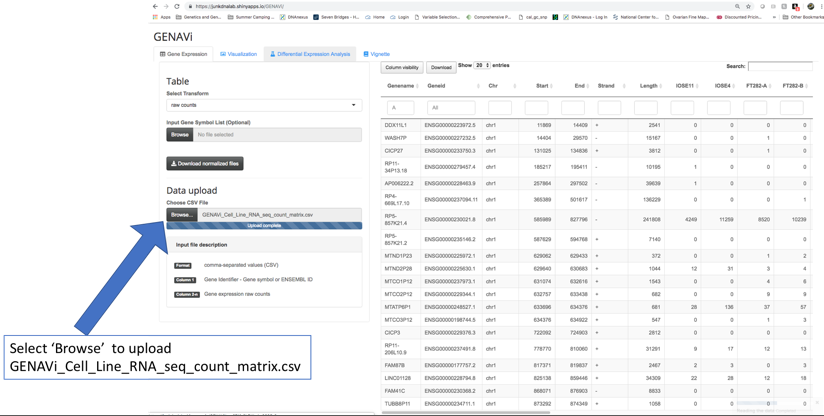 https://junkdnalab.shinyapps.io/GENAVi/
Apps Genetics and Gen... Summer Camping ... DNAnexus Seven Bridges - H... Home Login Variable Selection... Comprehensive P... cai_go_snp DNAnexus - Log In National Center fo... Ovarian Fine Map... Discounted Pricin... » Other Bookmarks
GENAVi
Gene Expression Visualization Differential Expression Analysis Vignette
Table
Select Transform
raw counts
Input Gene Symbol List (Optional)
Browse No file selected
Download normalized files
Data upload
Choose CSV File
Browse... GENAVi_Cell_Line_RNA_seq_count_matrix.csv
Upload complete
Input file description
Format comma-separated values (CSV)
Column 1 Gene Identifier - Gene symbol or ENSEMBL ID
Column 2-n Gene expression raw counts
Select 'Browse' to upload
GENAVi_Cell_Line_RNA_seq_count_matrix.csv
Column visibility Download Show 20 entries Search:
Genename Geneid Chr Start End Strand Length IOSE11 IOSE4 FT282-A FT282-B
A All
DDX11L1 ENSG00000223972.5 chr1 11869 14409 + 2541 0 0 0 0
WASH7P ENSG00000227232.5 chr1 14404 29570 - 15167 0 0 1 0
CICP27 ENSG00000233750.3 chr1 131025 134836 + 3812 0 0 1 0
RP11-
34P13.18 ENSG00000279457.4 chr1 185217 195411 - 10195 1 0 0 0
AP006222.2 ENSG00000228463.9 chr1 257864 297502 - 39639 1 0 0 0
RP4-
669L17.10 ENSG00000237094.11 chr1 365389 501617 - 136229 0 0 0 1
RP5-
857K21.4 ENSG00000230021.8 chr1 585989 827796 - 241808 4249 11259 8520 10239
RP5-
857K21.2 ENSG00000235146.2 chr1 587629 594768 + 7140 0 0 0 0
MTND1P23 ENSG00000225972.1 chr1 629062 629433 + 372 0 0 1 2
MTND2P28 ENSG00000225630.1 chr1 629640 630683 + 1044 12 31 3 4
MTCO1P12 ENSG00000237973.1 chr1 631074 632616 + 1543 0 0 4 6
MTCO2P12 ENSG00000229344.1 chr1 632757 633438 + 682 0 0 9 9
MTATP6P1 ENSG00000248527.1 chr1 633696 634376 + 681 28 136 37 57
MTCO3P12 ENSG00000198744.5 chr1 634376 634922 + 547 0 0 1 3
CICP3 ENSG00000229376.3 chr1 722092 724903 - 2812 0 0 0 0
RP11-
206L10.9 ENSG00000237491.8 chr1 778770 810060 + 31291 9 17 12 13
FAM87B ENSG00000177757.2 chr1 817371 819837 + 2467 2 3 0 3
LINC01128 ENSG00000228794.8 chr1 825138 859446 + 34309 22 28 12 18
FAM41C ENSG00000230368.2 chr1 868071 876903 - 8833 0 0 0 0
TUBB8P11 ENSG00000234711.1 chr1 873292 874349 + 1058 1 0 0 0